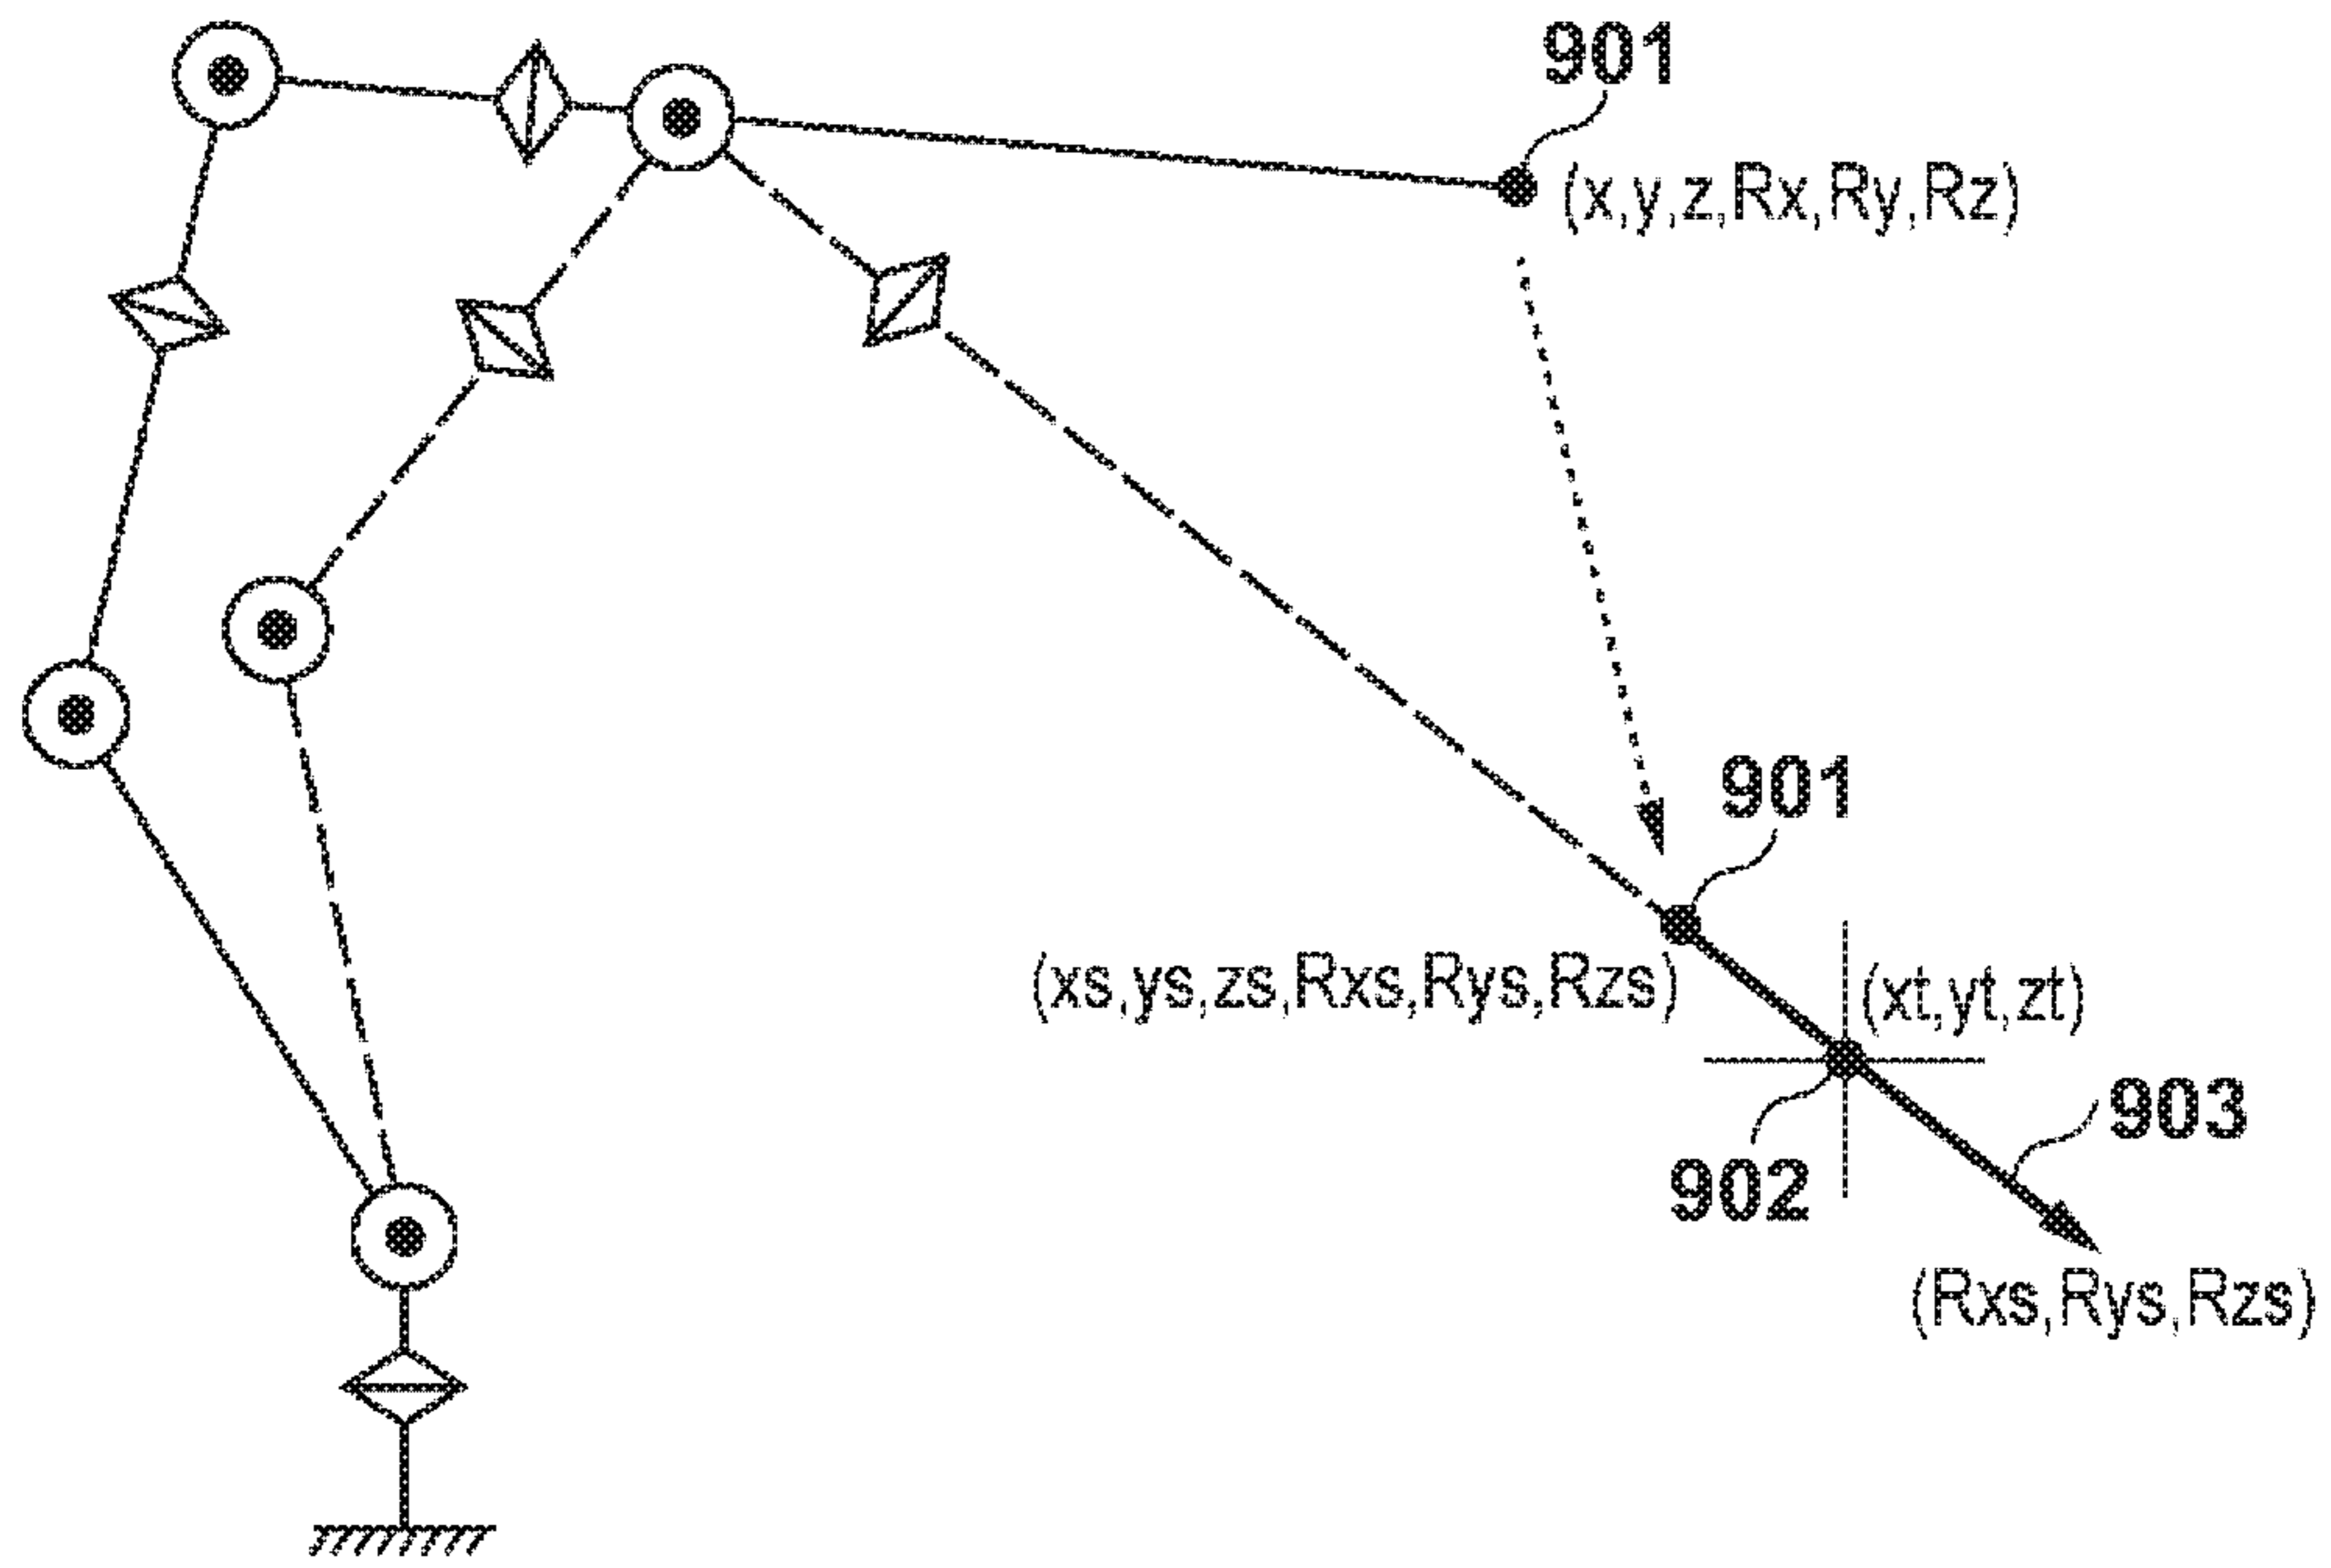 901
(x,y,z,Rx,Ry,Rz)
901
(xs,ys,zs,Rxs,Rys,Rzs)
(xt,yt,zt)
903
902
(Rxs,Rys,Rzs)